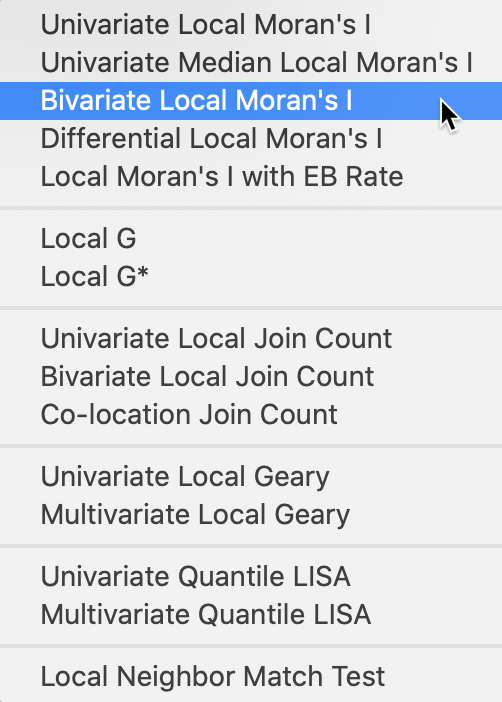 Univariate Local Moran's I
Univariate Median Local Moran's I
Bivariate Local Moran's I
Differential Local Moran's I
Local Moran's I with EB Rate
Local G
Local G*
Univariate Local Join Count
Bivariate Local Join Count
Co-location Join Count
Univariate Local Geary
Multivariate Local Geary
Univariate Quantile LISA
Multivariate Quantile LISA
Local Neighbor Match Test